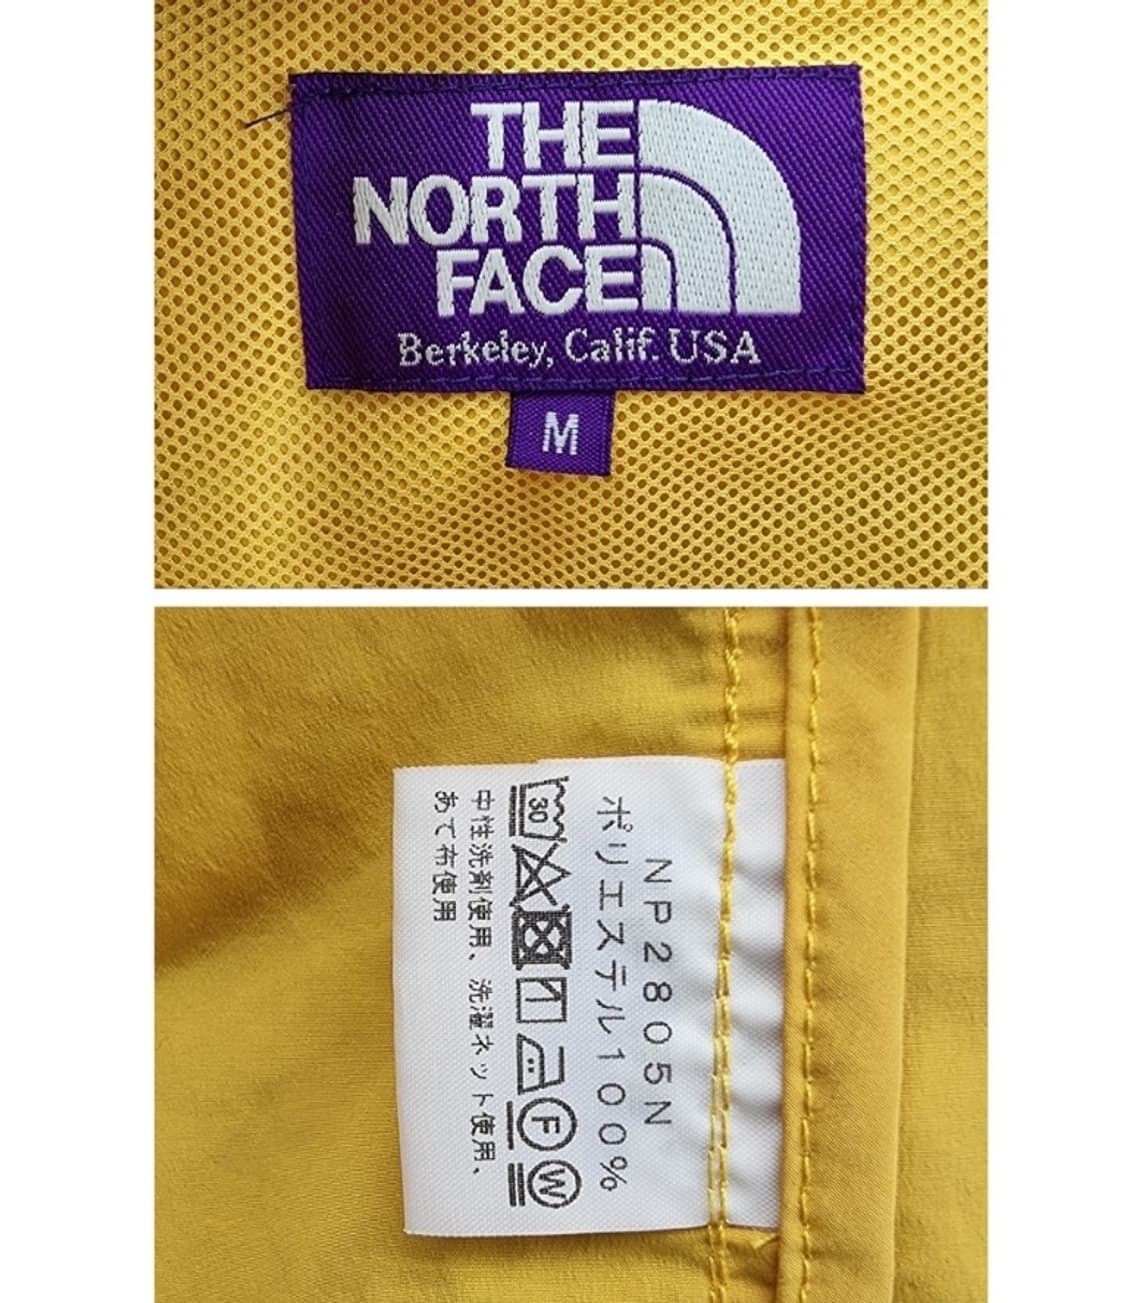 THE
NORTH
FACE
Berkeley, Calif. USA
M
NP2805N
ポリエステル100%
30
F
W
中性洗剤使用、洗濯ネット使用、
あて布使用